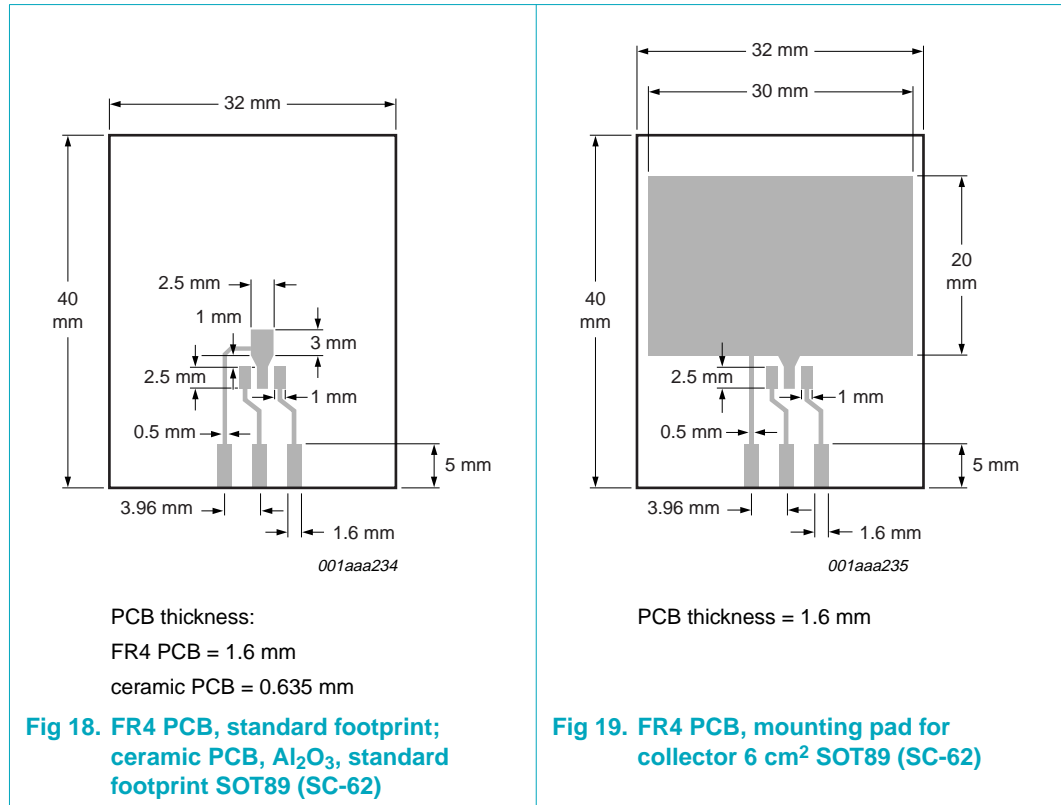 32 mm
40
mm
2.5 mm
1 mm
3 mm
2.5 mm
1 mm
0.5 mm
5 mm
3.96 mm
1.6 mm
001aaa234
PCB thickness:
FR4 PCB = 1.6 mm
ceramic PCB = 0.635 mm
Fig 18. FR4 PCB, standard footprint;
ceramic PCB, Al₂O₃, standard
footprint SOT89 (SC-62)
32 mm
30 mm
40
mm
20
mm
2.5 mm
1 mm
0.5 mm
5 mm
3.96 mm
1.6 mm
001aaa235
PCB thickness = 1.6 mm
Fig 19. FR4 PCB, mounting pad for
collector 6 cm² SOT89 (SC-62)